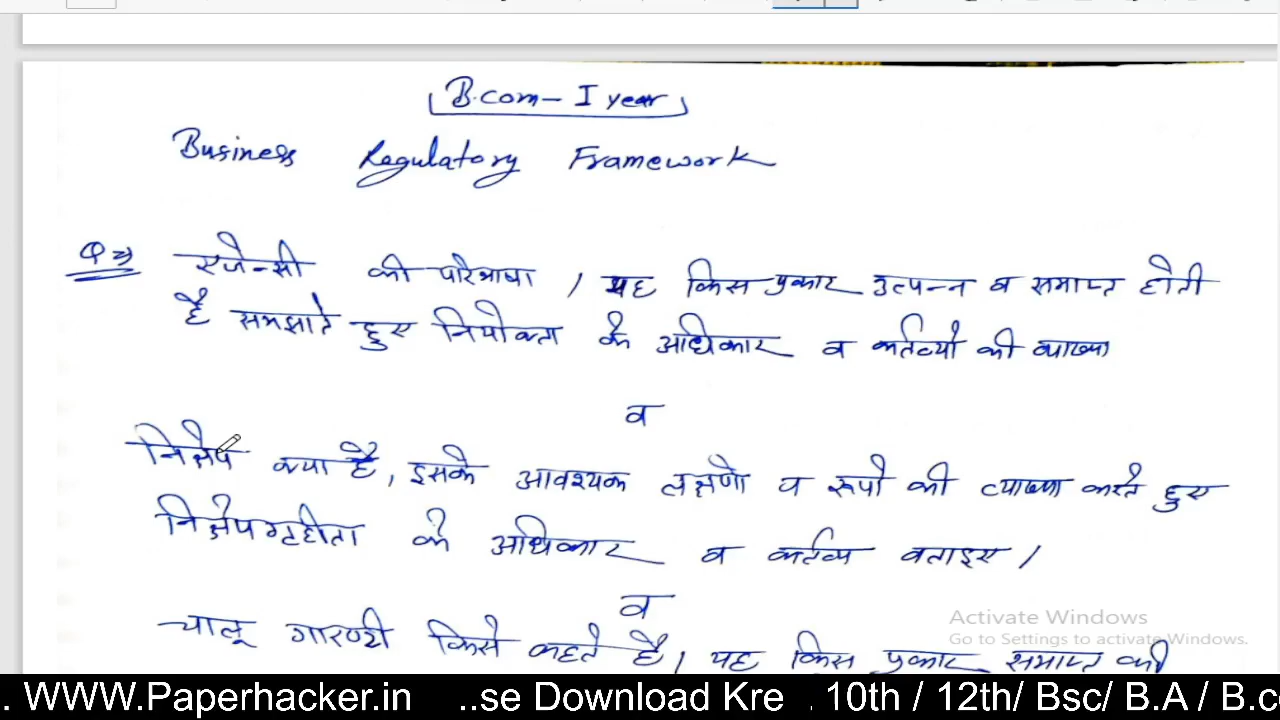 B.com - I year
Business Regulatory Framework
Q ⇒ एजेन्सी की परिभाषा / यह किस प्रकार उत्पन्न व समाप्त होती
है समझाते हुए नियोक्ता के अधिकार व कर्तव्यों की व्याख्या
व
निक्षेप क्या है, इसके आवश्यक लक्षणो व रूपो की व्याख्या करते हुए
निक्षेपगृहीता के अधिकार व कर्तव्य बताइए /
व
चालू गारण्टी किसे कहते है, यह किस प्रकार समाप्त की
Activate Windows
Go to Settings to activate Windows.
. WWW.Paperhacker.in ..se Download Kre . 10th / 12th/ Bsc/ B.A / B.c